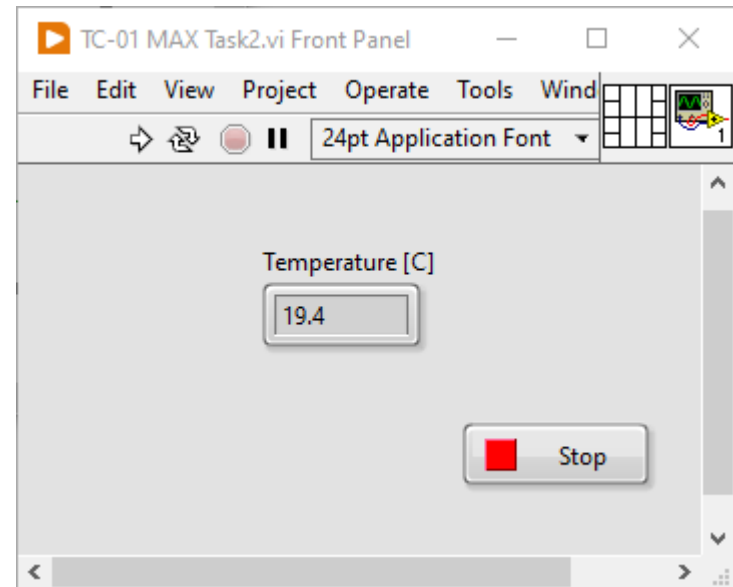 TC-01 MAX Task2.vi Front Panel
File Edit View Project Operate Tools Wind
24pt Application Font
1
Temperature [C]
19.4
Stop